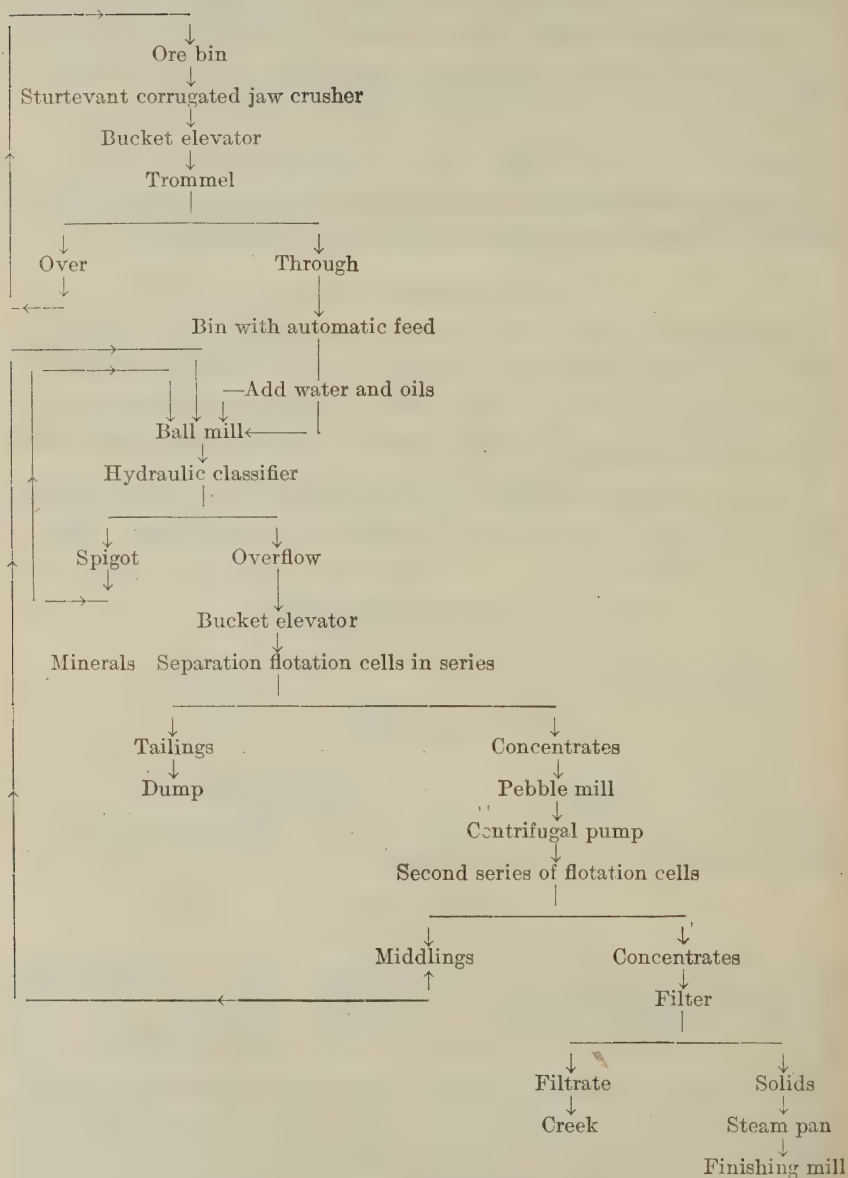 Ore bin
Sturtevant corrugated jaw crusher
Bucket elevator
Trommel
Over Through
Bin with automatic feed
—Add water and oils
Ball mill
Hydraulic classifier
Spigot Overflow
Bucket elevator
Minerals Separation flotation cells in series
Tailings Concentrates
Dump Pebble mill
Centrifugal pump
Second series of flotation cells
Middlings Concentrates
Filter
Filtrate Solids
Creek Steam pan
Finishing mill